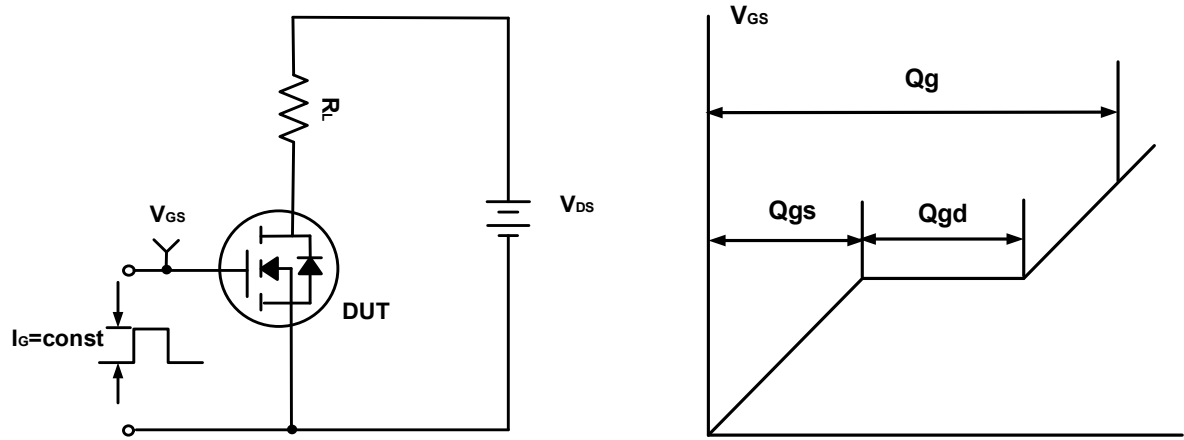 RL
VGS
VDS
DUT
IG=const
VGS
Qg
Qgs
Qgd